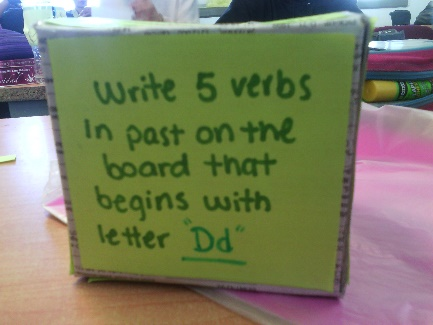 Write 5 verbs
In past on the
board that
begins with
letter "Dd"